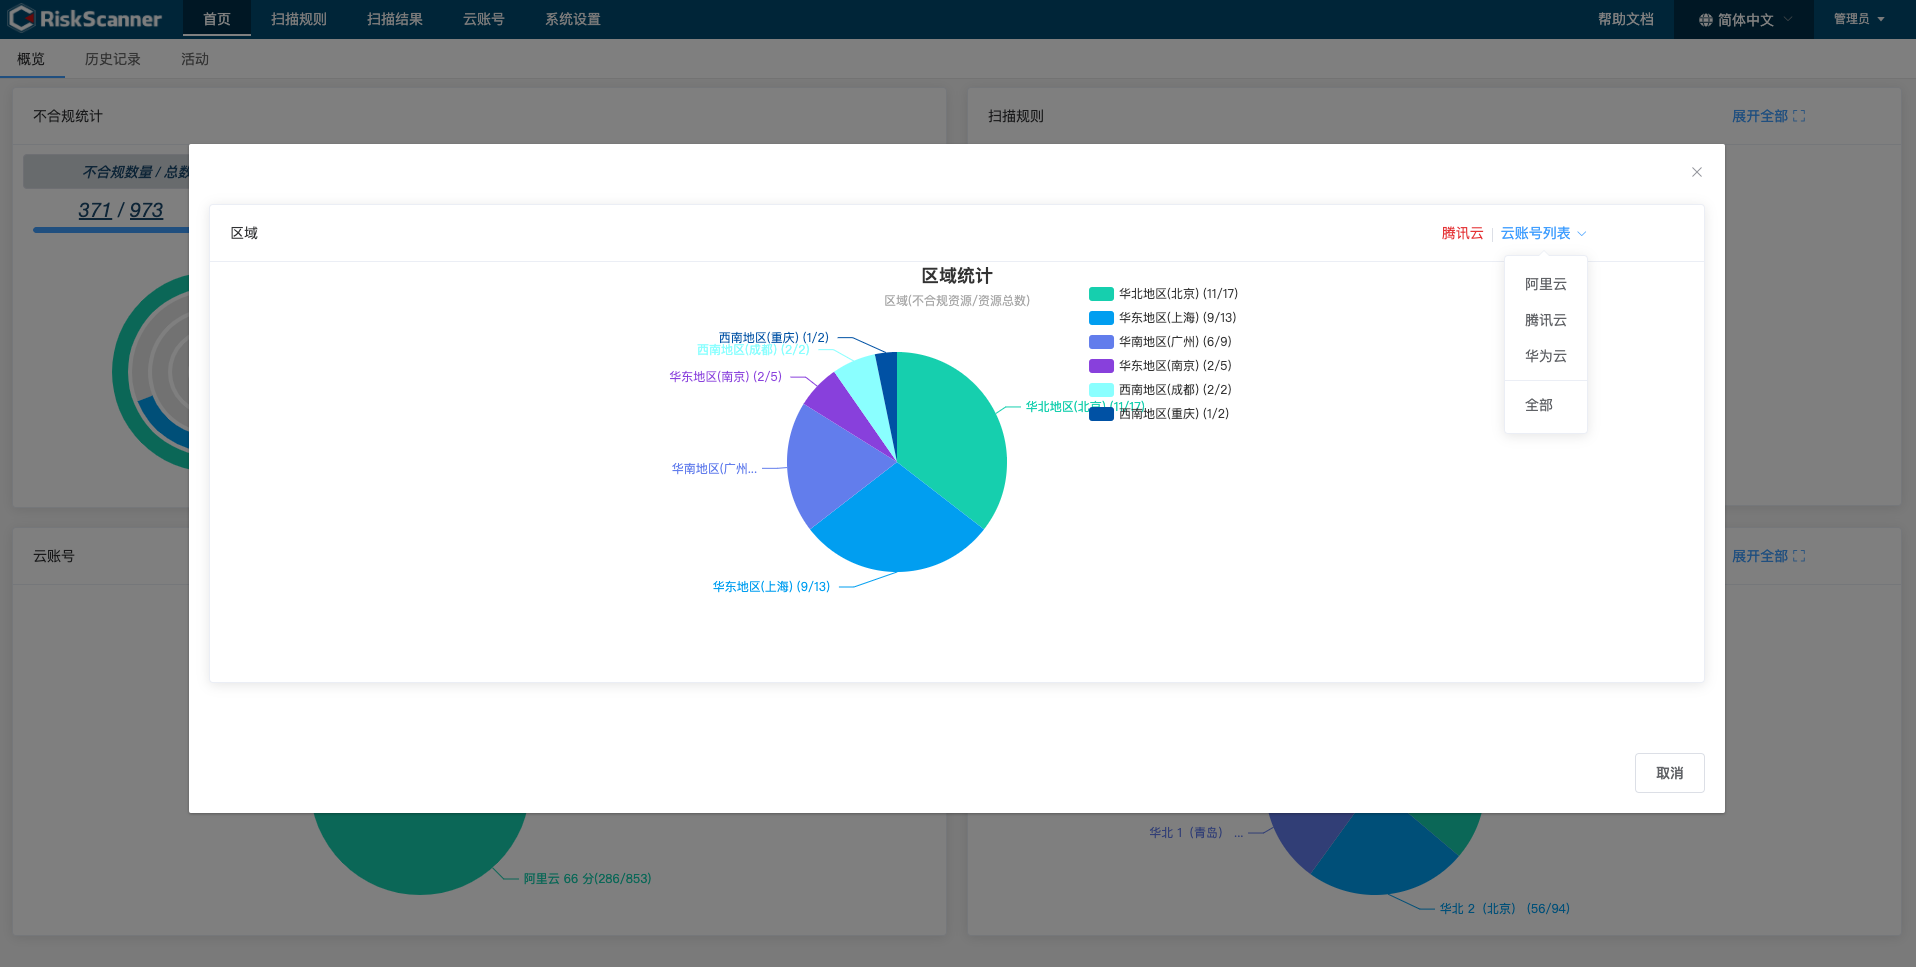 RiskScanner 首页 扫描规则 扫描结果 云账号 系统设置 帮助文档 简体中文 管理员
概览 历史记录 活动
不合规统计
扫描规则 展开全部
不合规数量 / 总数
371 / 973
区域 腾讯云 云账号列表
阿里云
腾讯云
华为云
全部
区域统计
区域(不合规资源/资源总数)
华北地区(北京) (11/17)
华东地区(上海) (9/13)
华南地区(广州) (6/9)
华东地区(南京) (2/5)
西南地区(成都) (2/2)
西南地区(重庆) (1/2)
西南地区(重庆) (1/2)
西南地区(成都) (2/2)
华东地区(南京) (2/5)
华北地区(北京) (11/17)
华南地区(广州...
华东地区(上海) (9/13)
云账号 展开全部
取消
阿里云 66 分(286/853)
华北 1（青岛） ...
华北 2（北京） (56/94)